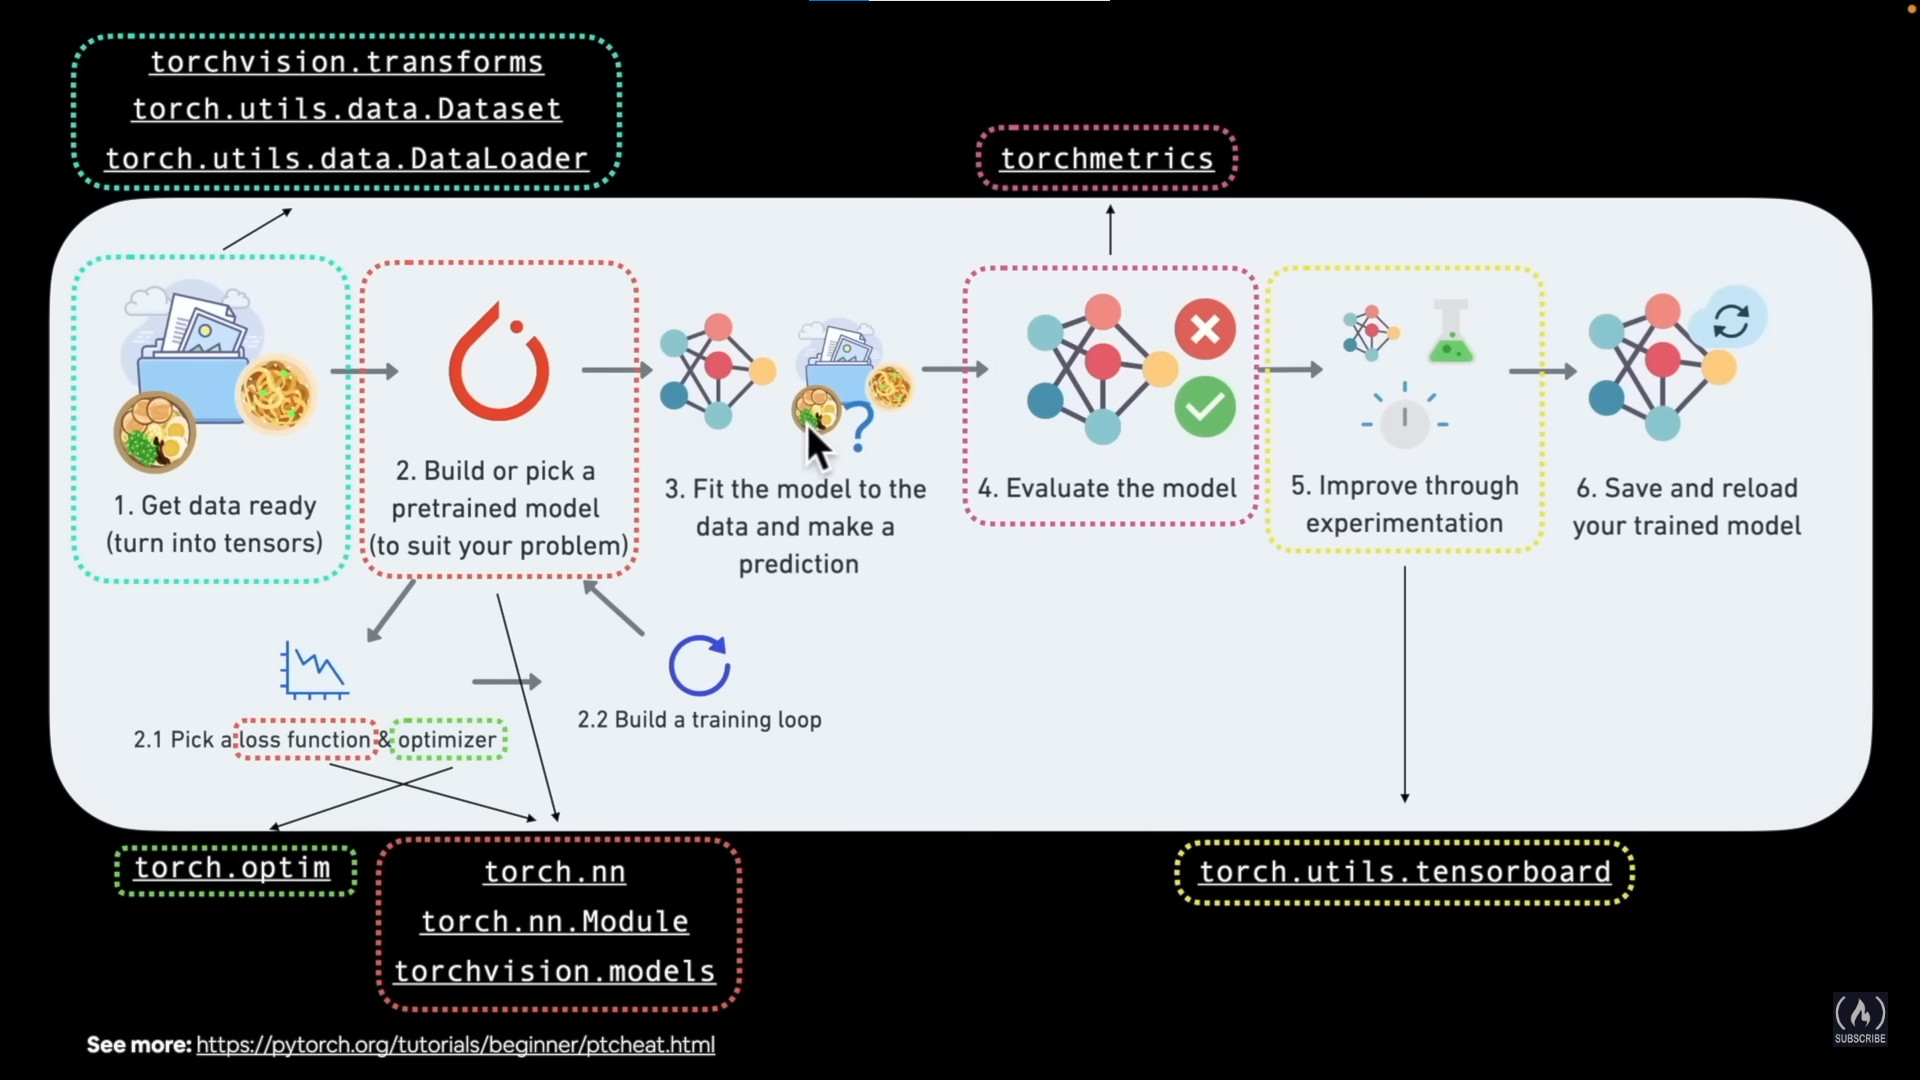 torchvision.transforms
torch.utils.data.Dataset
torch.utils.data.DataLoader
torchmetrics
1. Get data ready
(turn into tensors)
2. Build or pick a
pretrained model
(to suit your problem)
3. Fit the model to the
data and make a
prediction
4. Evaluate the model
5. Improve through
experimentation
6. Save and reload
your trained model
2.1 Pick a loss function & optimizer
2.2 Build a training loop
torch.optim
torch.nn
torch.nn.Module
torchvision.models
torch.utils.tensorboard
See more: https://pytorch.org/tutorials/beginner/ptcheat.html
SUBSCRIBE